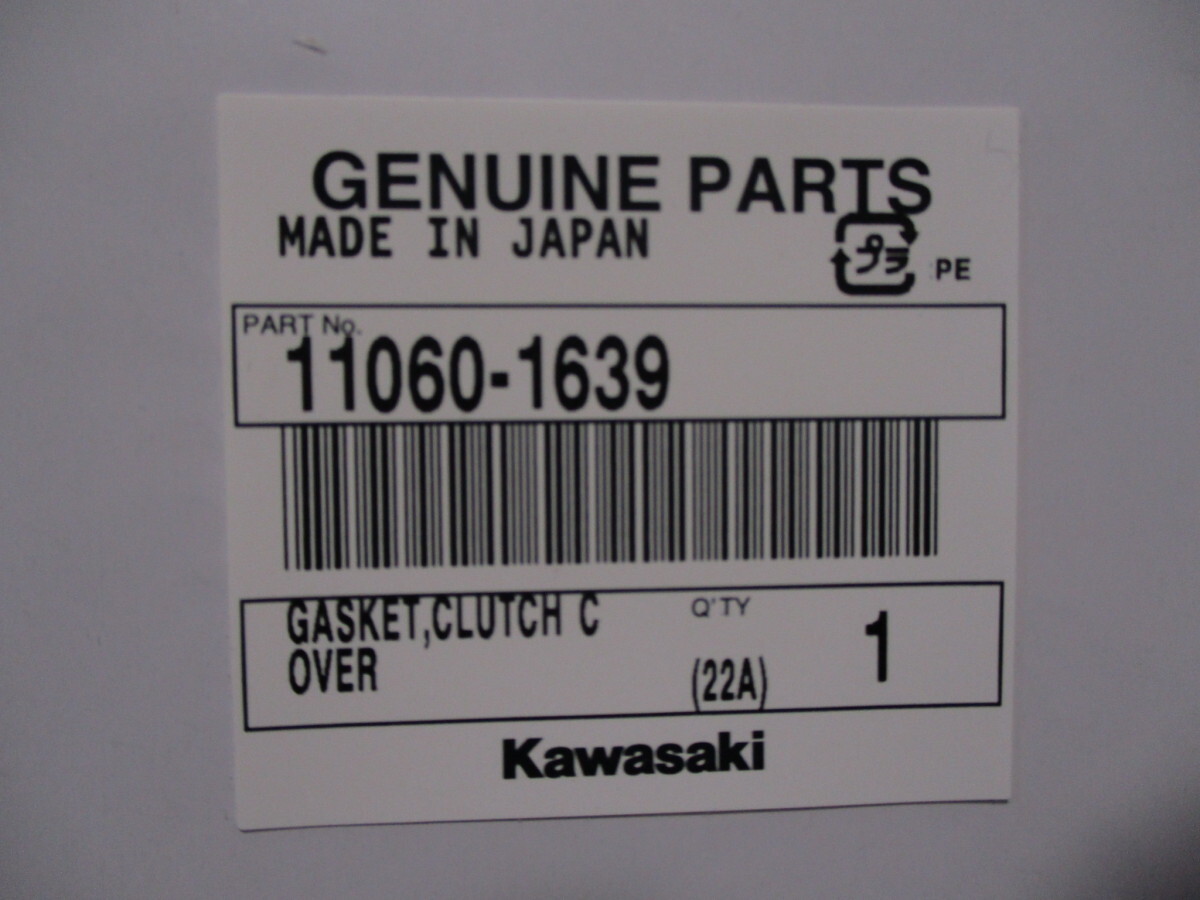 GENUINE PARTS
MADE IN JAPAN
プラ :PE
PART No.
11060-1639
GASKET,CLUTCH C
OVER
Q'TY
(22A)
1
Kawasaki